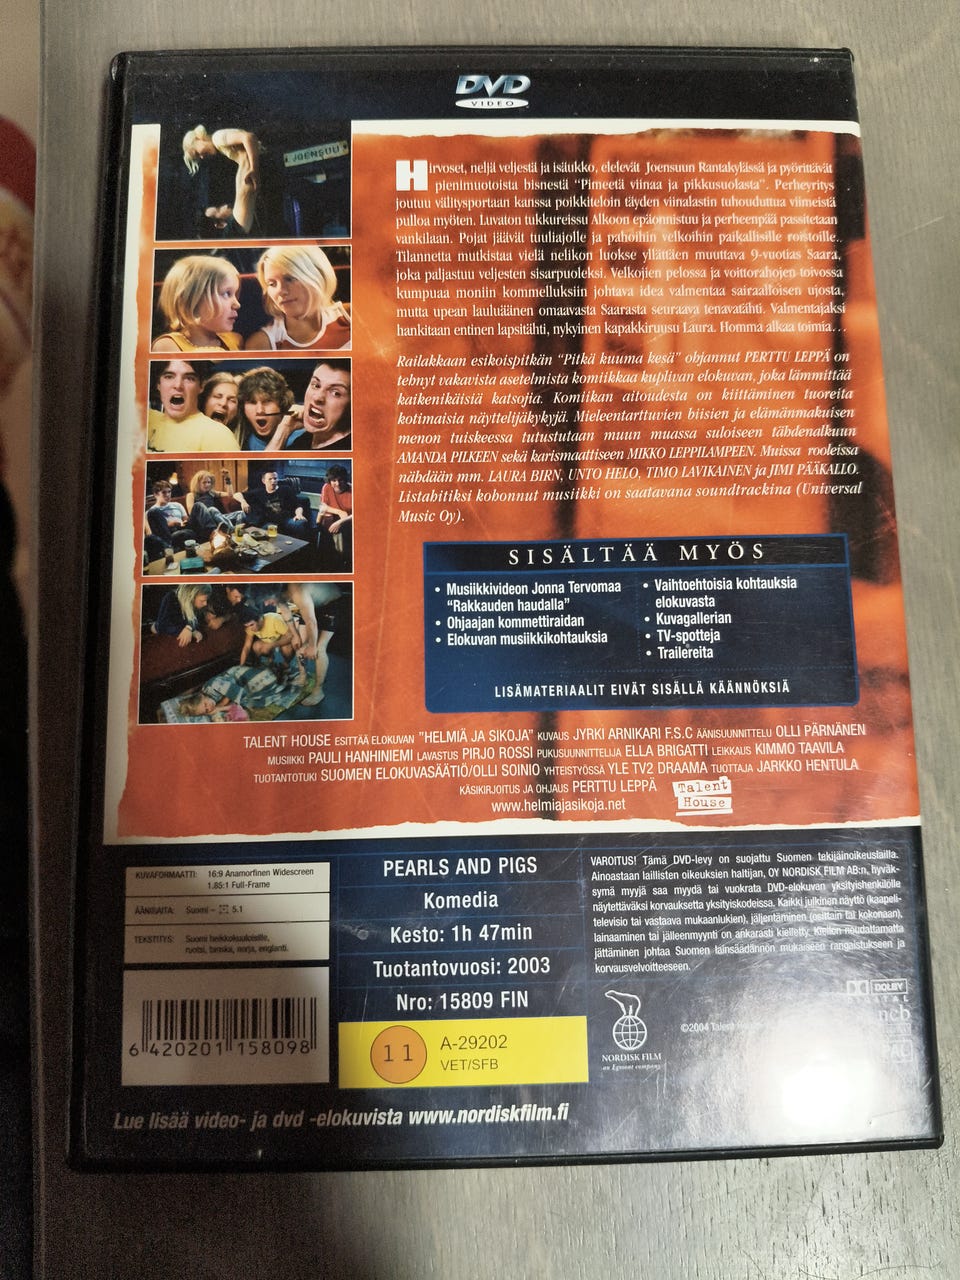 DVD
VIDEO
JOENSUU
Hirvoset, neljä veljestä ja isäukko, elelevät Joensuun Rantakylässä ja pyörittävät
pienimuotoista bisnestä "Pimeetä viinaa ja pikkusuolasta". Perheyritys
joutuu välitysportaan kanssa poikkiteloin täyden viinalastin tuhouduttua viimeistä
pulloa myöten. Luvaton tukkureissu Alkoon epäonnistuu ja perheenpää passitetaan
vankilaan. Pojat jäävät tuuliajolle ja pahoihin velkoihin paikallisille roistoille..
Tilannetta mutkistaa vielä nelikon luokse yllättäen muuttava 9-vuotias Saara,
joka paljastuu veljesten sisarpuoleksi. Velkojien pelossa ja voittorahojen toivossa
kumpuaa moniin kommelluksiin johtava idea valmentaa sairaalloisen ujosta,
mutta upean lauluäänen omaavasta Saarasta seuraava tenavatähti. Valmentajaksi
hankitaan entinen lapsitähti, nykyinen kapakkiruusu Laura. Homma alkaa toimia…
Railakkaan esikoispitkän "Pitkä kuuma kesä" ohjannut PERTTU LEPPÄ on
tehnyt vakavista asetelmista komiikkaa kuplivan elokuvan, joka lämmittää
kaikenikäisiä katsojia. Komiikan aitoudesta on kiittäminen tuoreita
kotimaisia näyttelijäkykyjä. Mieleentarttuvien biisien ja elämänmakuisen
menon tuiskeessa tutustutaan muun muassa suloiseen tähdenalkuun
AMANDA PILKEEN sekä karismaattiseen MIKKO LEPPILAMPEEN. Muissa rooleissa
nähdään mm. LAURA BIRN, UNTO HELO, TIMO LAVIKAINEN ja JIMI PÄÄKALLO.
Listahitiksi kohonnut musiikki on saatavana soundtrackina (Universal
Music Oy).
SISÄLTÄÄ MYÖS
• Musiikkivideon Jonna Tervomaa
"Rakkauden haudalla"
• Ohjaajan kommettiraidan
• Elokuvan musiikkikohtauksia
• Vaihtoehtoisia kohtauksia
elokuvasta
• Kuvagallerian
• TV-spotteja
• Trailereita
LISÄMATERIAALIT EIVÄT SISÄLLÄ KÄÄNNÖKSIÄ
TALENT HOUSE ESITTÄÄ ELOKUVAN "HELMIÄ JA SIKOJA" KUVAUS JYRKI ARNIKARI F.S.C ÄÄNISUUNNITTELU OLLI PÄRNÄNEN
MUSIIKKI PAULI HANHINIEMI LAVASTUS PIRJO ROSSI PUKUSUUNNITTELIJA ELLA BRIGATTI LEIKKAUS KIMMO TAAVILA
TUOTANTOTUKI SUOMEN ELOKUVASÄÄTIÖ/OLLI SOINIO YHTEISTYÖSSÄ YLE TV2 DRAAMA TUOTTAJA JARKKO HENTULA
KÄSIKIRJOITUS JA OHJAUS PERTTU LEPPÄ
www.helmiajasikoja.net
Talent
House
KUVAFORMAATTI: 16:9 Anamorfinen Widescreen
1.85:1 Full-Frame
ÄÄNIRAITA: Suomi – 5.1
TEKSTITYS: Suomi heikkokuuloisille,
ruotsi, tanska, norja, englanti.
6 420201 158098
PEARLS AND PIGS
Komedia
Kesto: 1h 47min
Tuotantovuosi: 2003
Nro: 15809 FIN
11
A-29202
VET/SFB
VAROITUS! Tämä DVD-levy on suojattu Suomen tekijäinoikeuslailla.
Ainoastaan laillisten oikeuksien haltijan, OY NORDISK FILM AB:n, hyväk-
symä myyjä saa myydä tai vuokrata DVD-elokuvan yksityishenkilölle
näytettäväksi korvauksetta yksityiskodeissa. Kaikki julkinen näyttö (kaapeli-
televisio tai vastaava mukaanlukien), jäljentäminen (osittain tai kokonaan),
lainaaminen tai jälleenmyynti on ankarasti kielletty. Kiellon noudattamatta
jättäminen johtaa Suomen lainsäädännön mukaiseen rangaistukseen ja
korvausvelvoitteeseen.
NORDISK FILM
an Egmont company
©2004 Talent
DOLBY
DIGITAL
ncb
Lue lisää video- ja dvd -elokuvista www.nordiskfilm.fi